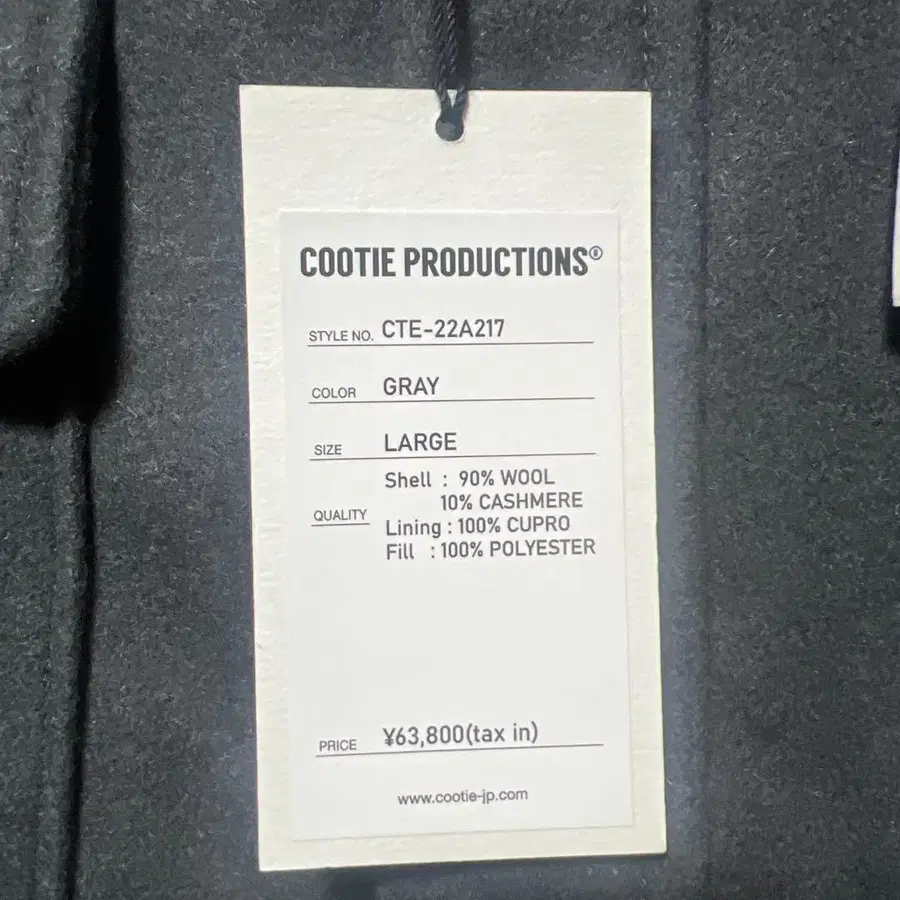 COOTIE PRODUCTIONS®
STYLE NO. CTE-22A217
COLOR GRAY
SIZE LARGE
QUALITY Shell : 90% WOOL
10% CASHMERE
Lining : 100% CUPRO
Fill : 100% POLYESTER
PRICE ¥63,800(tax in)
www.cootie-jp.com